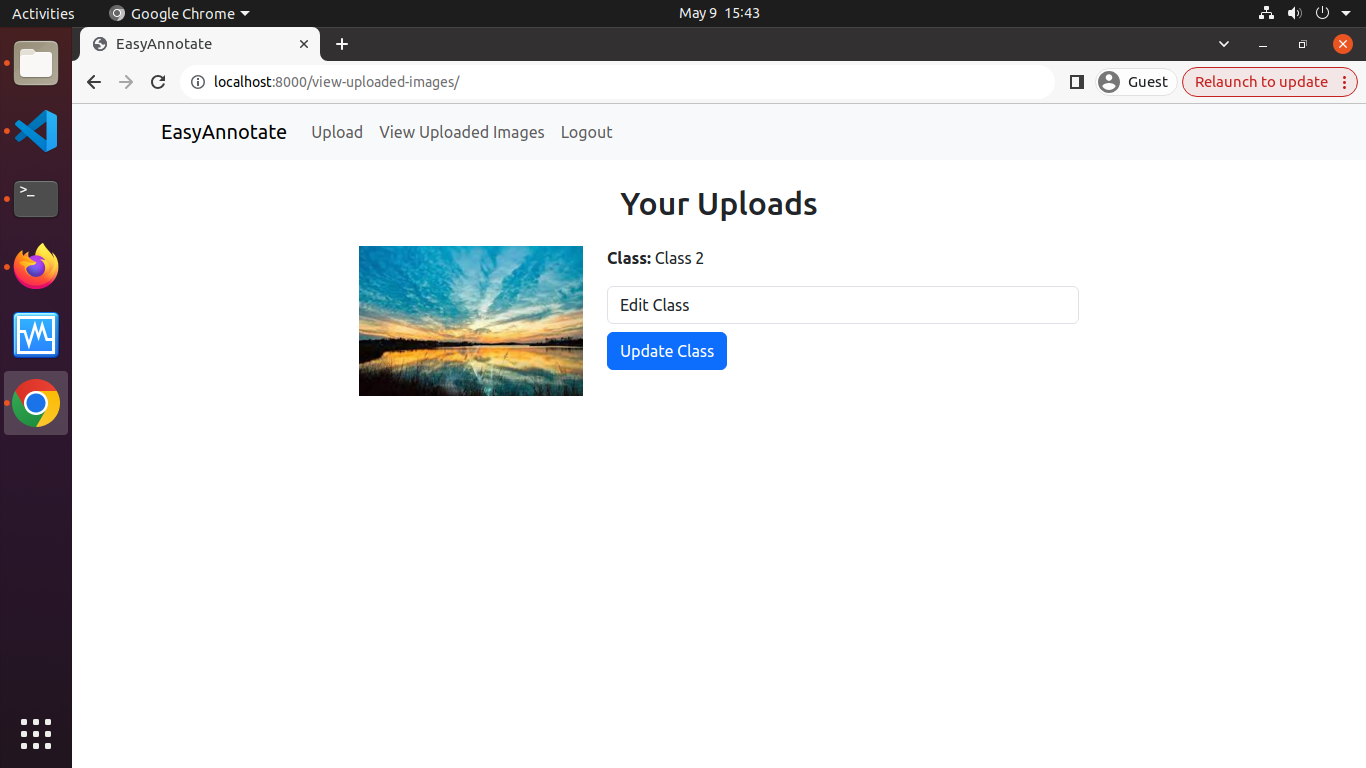 Activities Google Chrome May 9 15:43
EasyAnnotate
localhost:8000/view-uploaded-images/ Guest Relaunch to update
EasyAnnotate Upload View Uploaded Images Logout
Your Uploads
Class: Class 2
Edit Class
Update Class